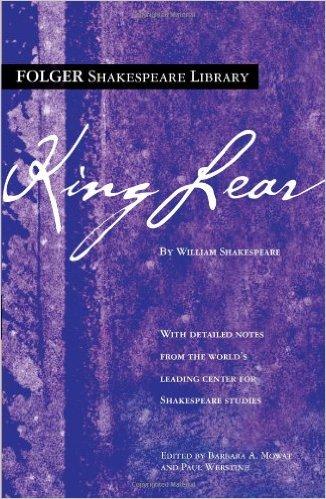 FOLGER SHAKESPEARE LIBRARY
King Lear
BY WILLIAM SHAKESPEARE
WITH DETAILED NOTES
FROM THE WORLD'S
LEADING CENTER FOR
SHAKESPEARE STUDIES
EDITED BY BARBARA A. MOWAT
AND PAUL WERSTINE